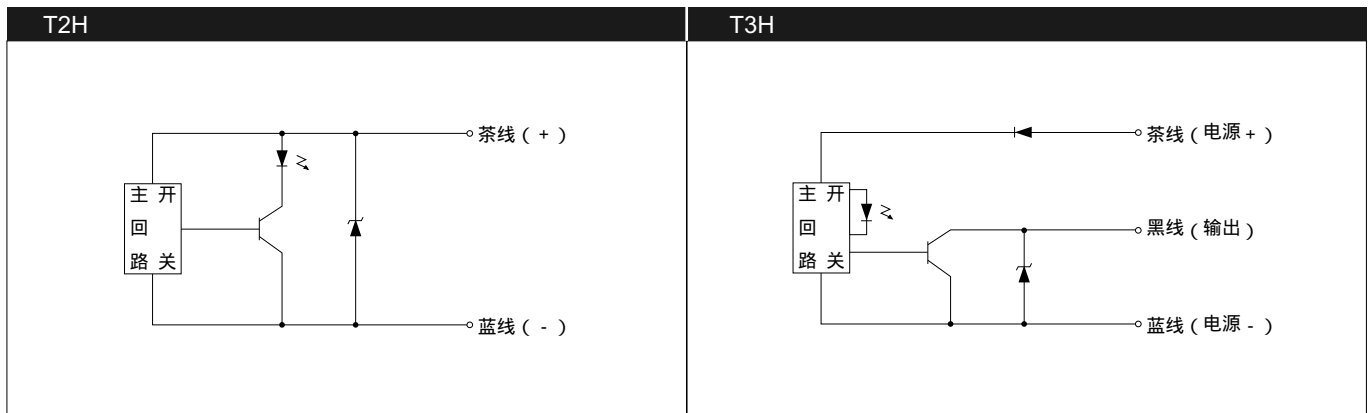 T2H
茶线 ( + )
主 开
回
路 关
蓝线 ( - )
T3H
茶线 ( 电源 + )
主 开
回
路 关
黑线 ( 输出 )
蓝线 ( 电源 - )